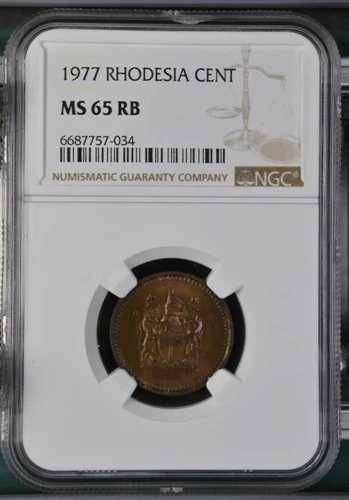 1977 RHODESIA CENT
MS 65 RB
6687757-034
NUMISMATIC GUARANTY COMPANY
NGC®